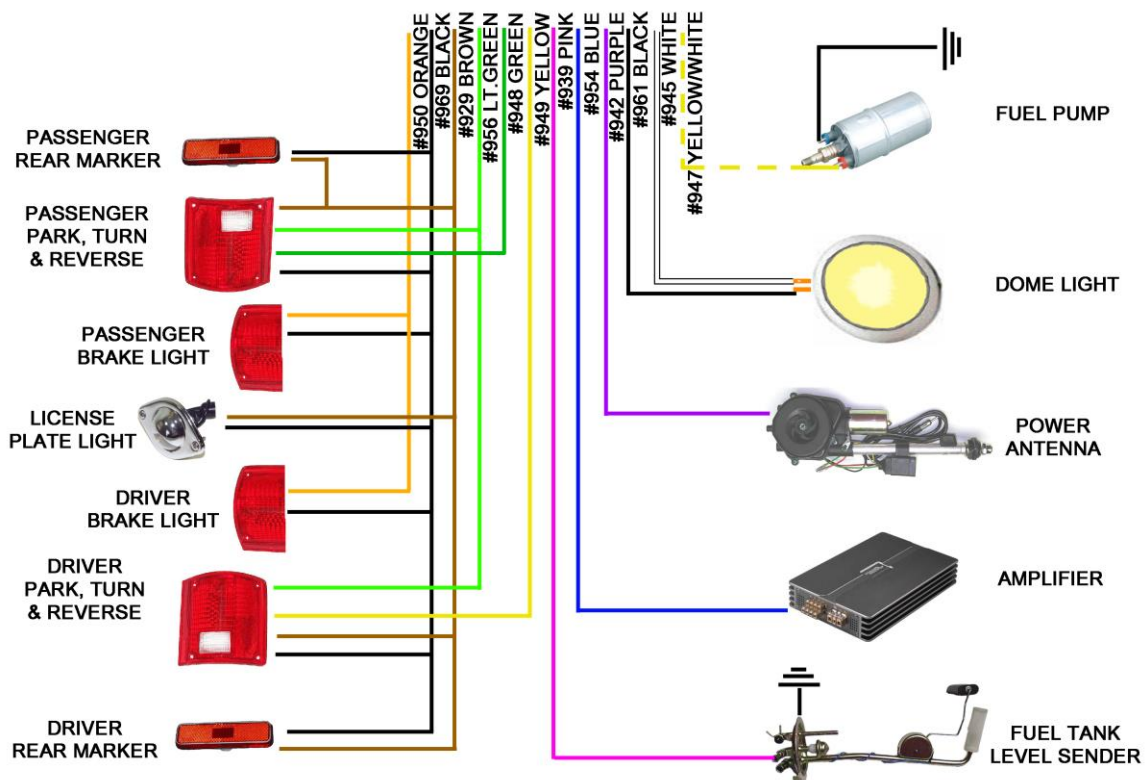 #950 ORANGE
#969 BLACK
#929 BROWN
#956 LT.GREEN
#948 GREEN
#949 YELLOW
#939 PINK
#954 BLUE
#942 PURPLE
#961 BLACK
#945 WHITE
#947 YELLOW/WHITE
PASSENGER
REAR MARKER
PASSENGER
PARK, TURN
& REVERSE
PASSENGER
BRAKE LIGHT
LICENSE
PLATE LIGHT
DRIVER
BRAKE LIGHT
DRIVER
PARK, TURN
& REVERSE
DRIVER
REAR MARKER
FUEL PUMP
DOME LIGHT
POWER
ANTENNA
AMPLIFIER
FUEL TANK
LEVEL SENDER